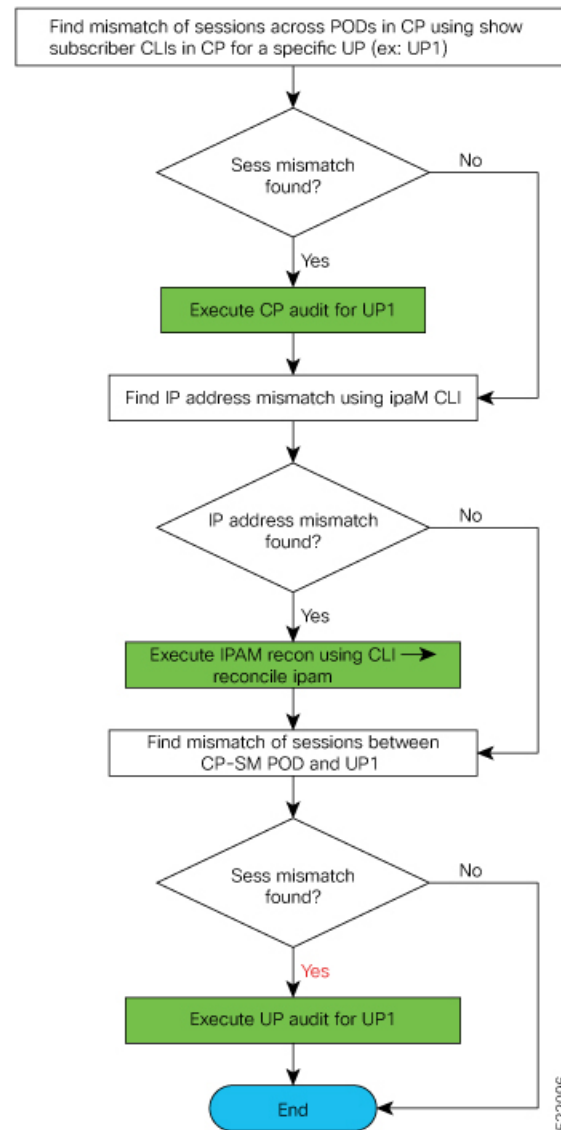 Find mismatch of sessions across PODs in CP using show
subscriber CLIs in CP for a specific UP (ex: UP1)
Sess mismatch
found?
No
Yes
Execute CP audit for UP1
Find IP address mismatch using ipaM CLI
IP address mismatch
found?
No
Yes
Execute IPAM recon using CLI →
reconcile ipam
Find mismatch of sessions between
CP-SM POD and UP1
Sess mismatch
found?
No
Yes
Execute UP audit for UP1
End